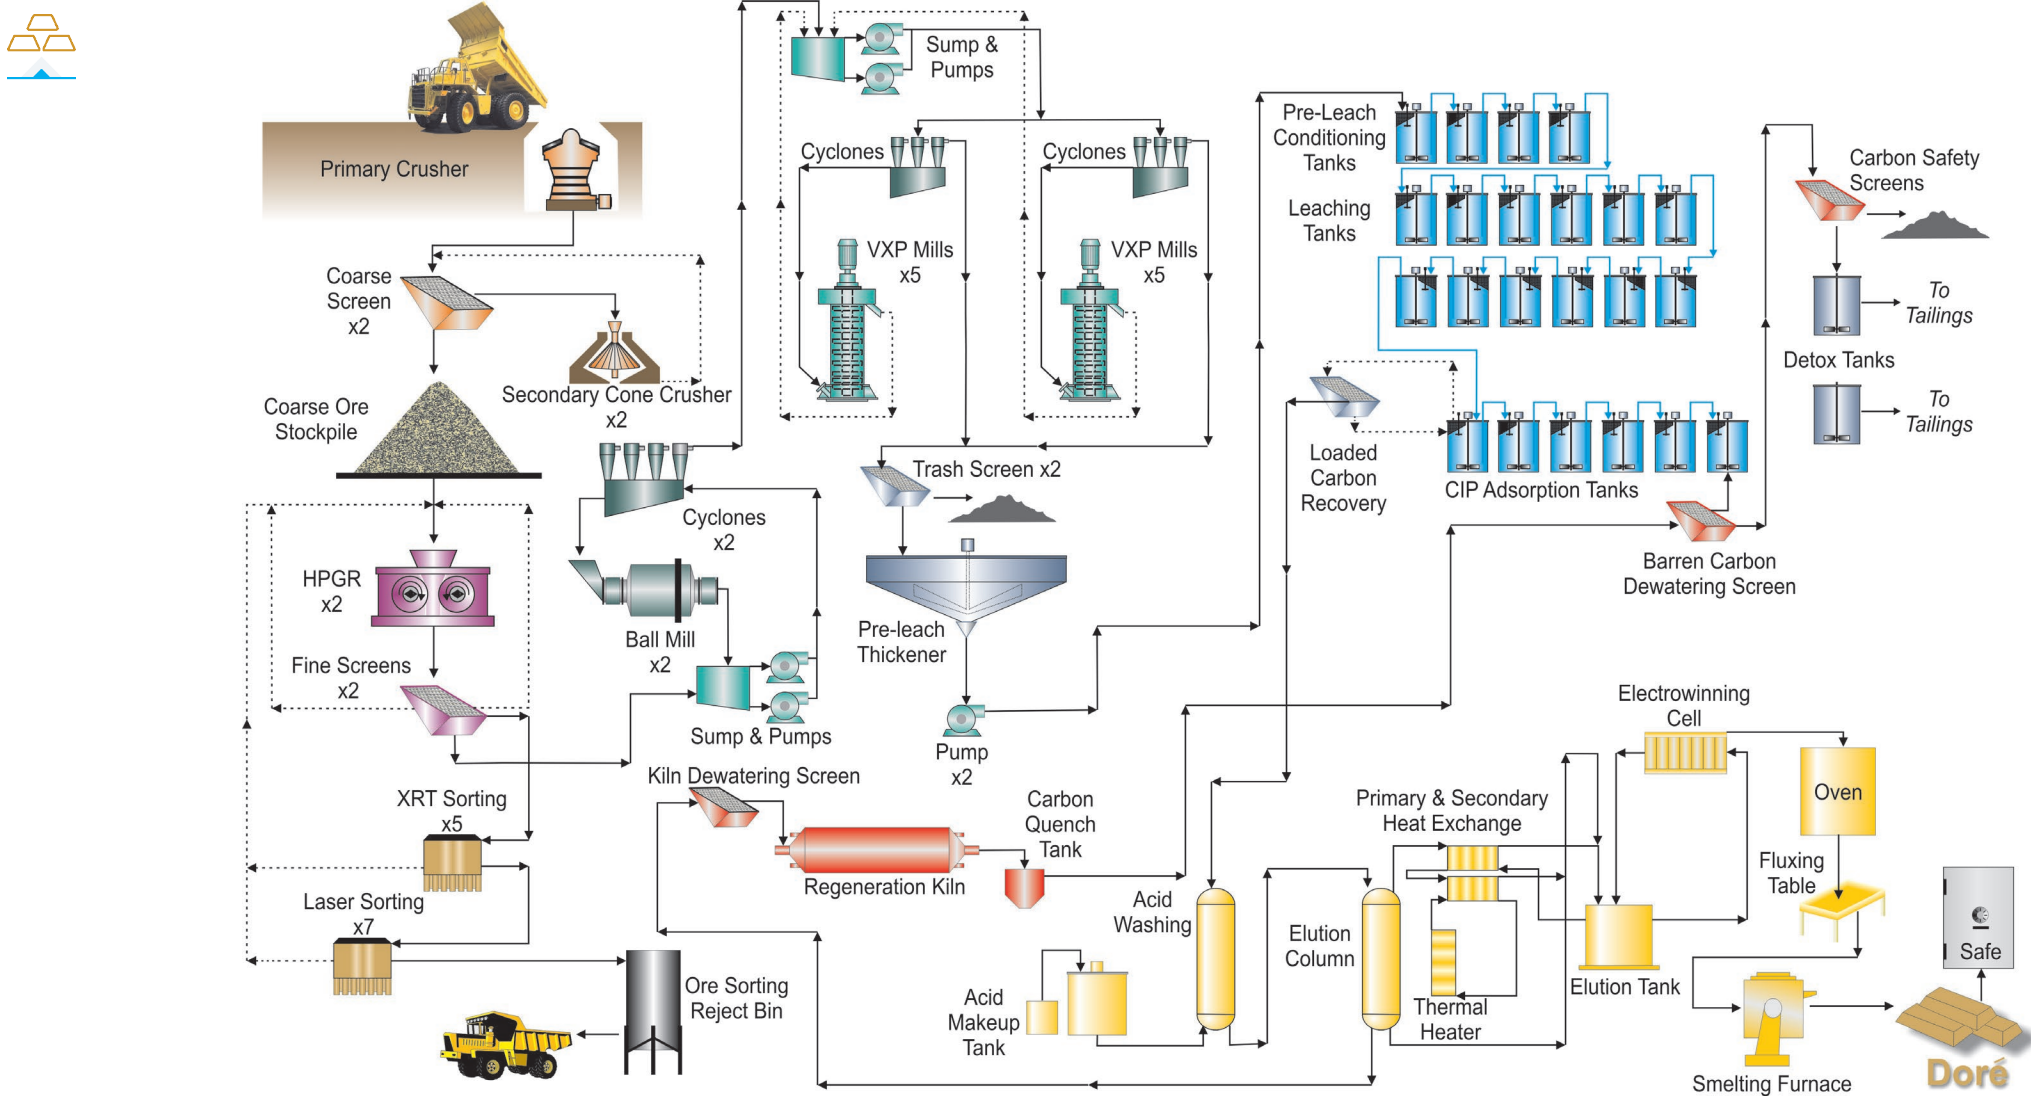 Primary Crusher
Coarse
Screen
x2
Secondary Cone Crusher
x2
Coarse Ore
Stockpile
HPGR
x2
Fine Screens
x2
XRT Sorting
x5
Laser Sorting
x7
Ore Sorting
Reject Bin
Cyclones
x2
Ball Mill
x2
Sump & Pumps
Sump &
Pumps
Cyclones
Cyclones
VXP Mills
x5
VXP Mills
x5
Trash Screen x2
Pre-leach
Thickener
Pump
x2
Pre-Leach
Conditioning
Tanks
Leaching
Tanks
Loaded
Carbon
Recovery
CIP Adsorption Tanks
Barren Carbon
Dewatering Screen
Carbon Safety
Screens
To
Tailings
Detox Tanks
To
Tailings
Kiln Dewatering Screen
Regeneration Kiln
Carbon
Quench
Tank
Acid
Washing
Acid
Makeup
Tank
Elution
Column
Primary & Secondary
Heat Exchange
Thermal
Heater
Elution Tank
Electrowinning
Cell
Oven
Fluxing
Table
Smelting Furnace
Safe
Doré